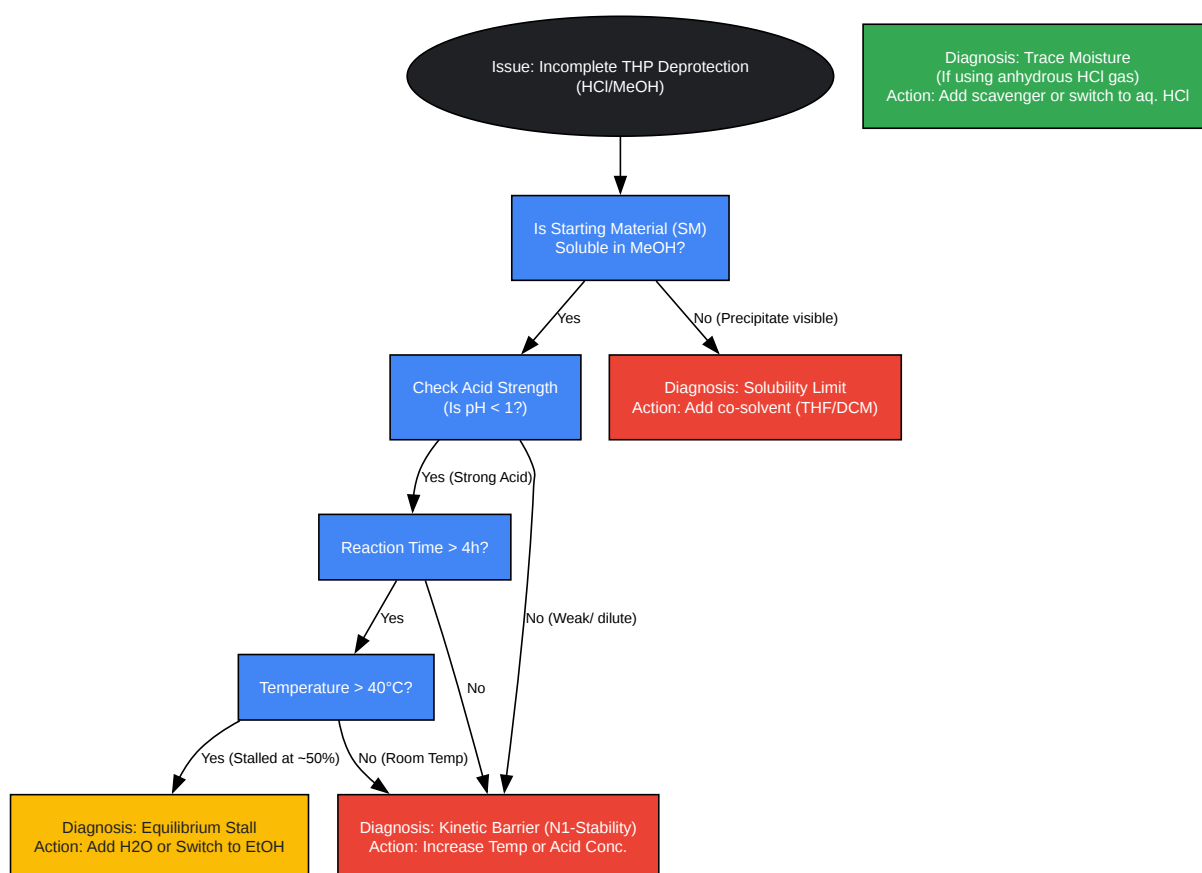 Issue: Incomplete THP Deprotection
(HCl/MeOH)
Diagnosis: Trace Moisture
(If using anhydrous HCl gas)
Action: Add scavenger or switch to aq. HCl
Is Starting Material (SM)
Soluble in MeOH?
Yes
No (Precipitate visible)
Check Acid Strength
(Is pH < 1?)
Diagnosis: Solubility Limit
Action: Add co-solvent (THF/DCM)
Yes (Strong Acid)
Reaction Time > 4h?
Yes
No (Weak/ dilute)
Temperature > 40°C?
No
Yes (Stalled at ~50%)
No (Room Temp)
Diagnosis: Equilibrium Stall
Action: Add H2O or Switch to EtOH
Diagnosis: Kinetic Barrier (N1-Stability)
Action: Increase Temp or Acid Conc.